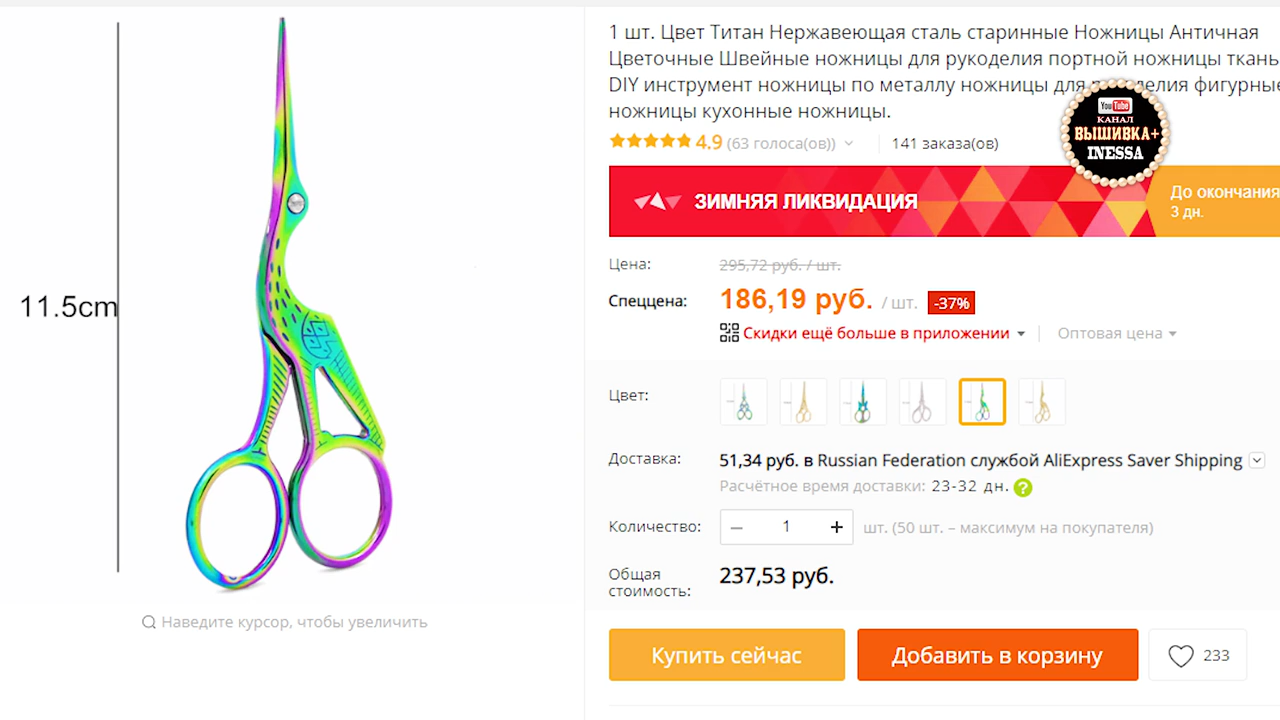 11.5cm
Наведите курсор, чтобы увеличить
1 шт. Цвет Титан Нержавеющая сталь старинные Ножницы Античная
Цветочные Швейные ножницы для рукоделия портной ножницы ткань
DIY инструмент ножницы по металлу ножницы для фигурные
ножницы кухонные ножницы.
You Tube
КАНАЛ
ВЫШИВКА+
INESSA
4.9 (63 голоса(ов)) 141 заказа(ов)
ЗИМНЯЯ ЛИКВИДАЦИЯ
До окончания
3 дн.
Цена: 295,72 руб. / шт.
Спеццена: 186,19 руб. / шт. -37%
Скидки ещё больше в приложении Оптовая цена
Цвет:
Доставка: 51,34 руб. в Russian Federation службой AliExpress Saver Shipping
Расчётное время доставки: 23-32 дн. ?
Количество: − 1 + шт. (50 шт. – максимум на покупателя)
Общая
стоимость: 237,53 руб.
Купить сейчас Добавить в корзину 233